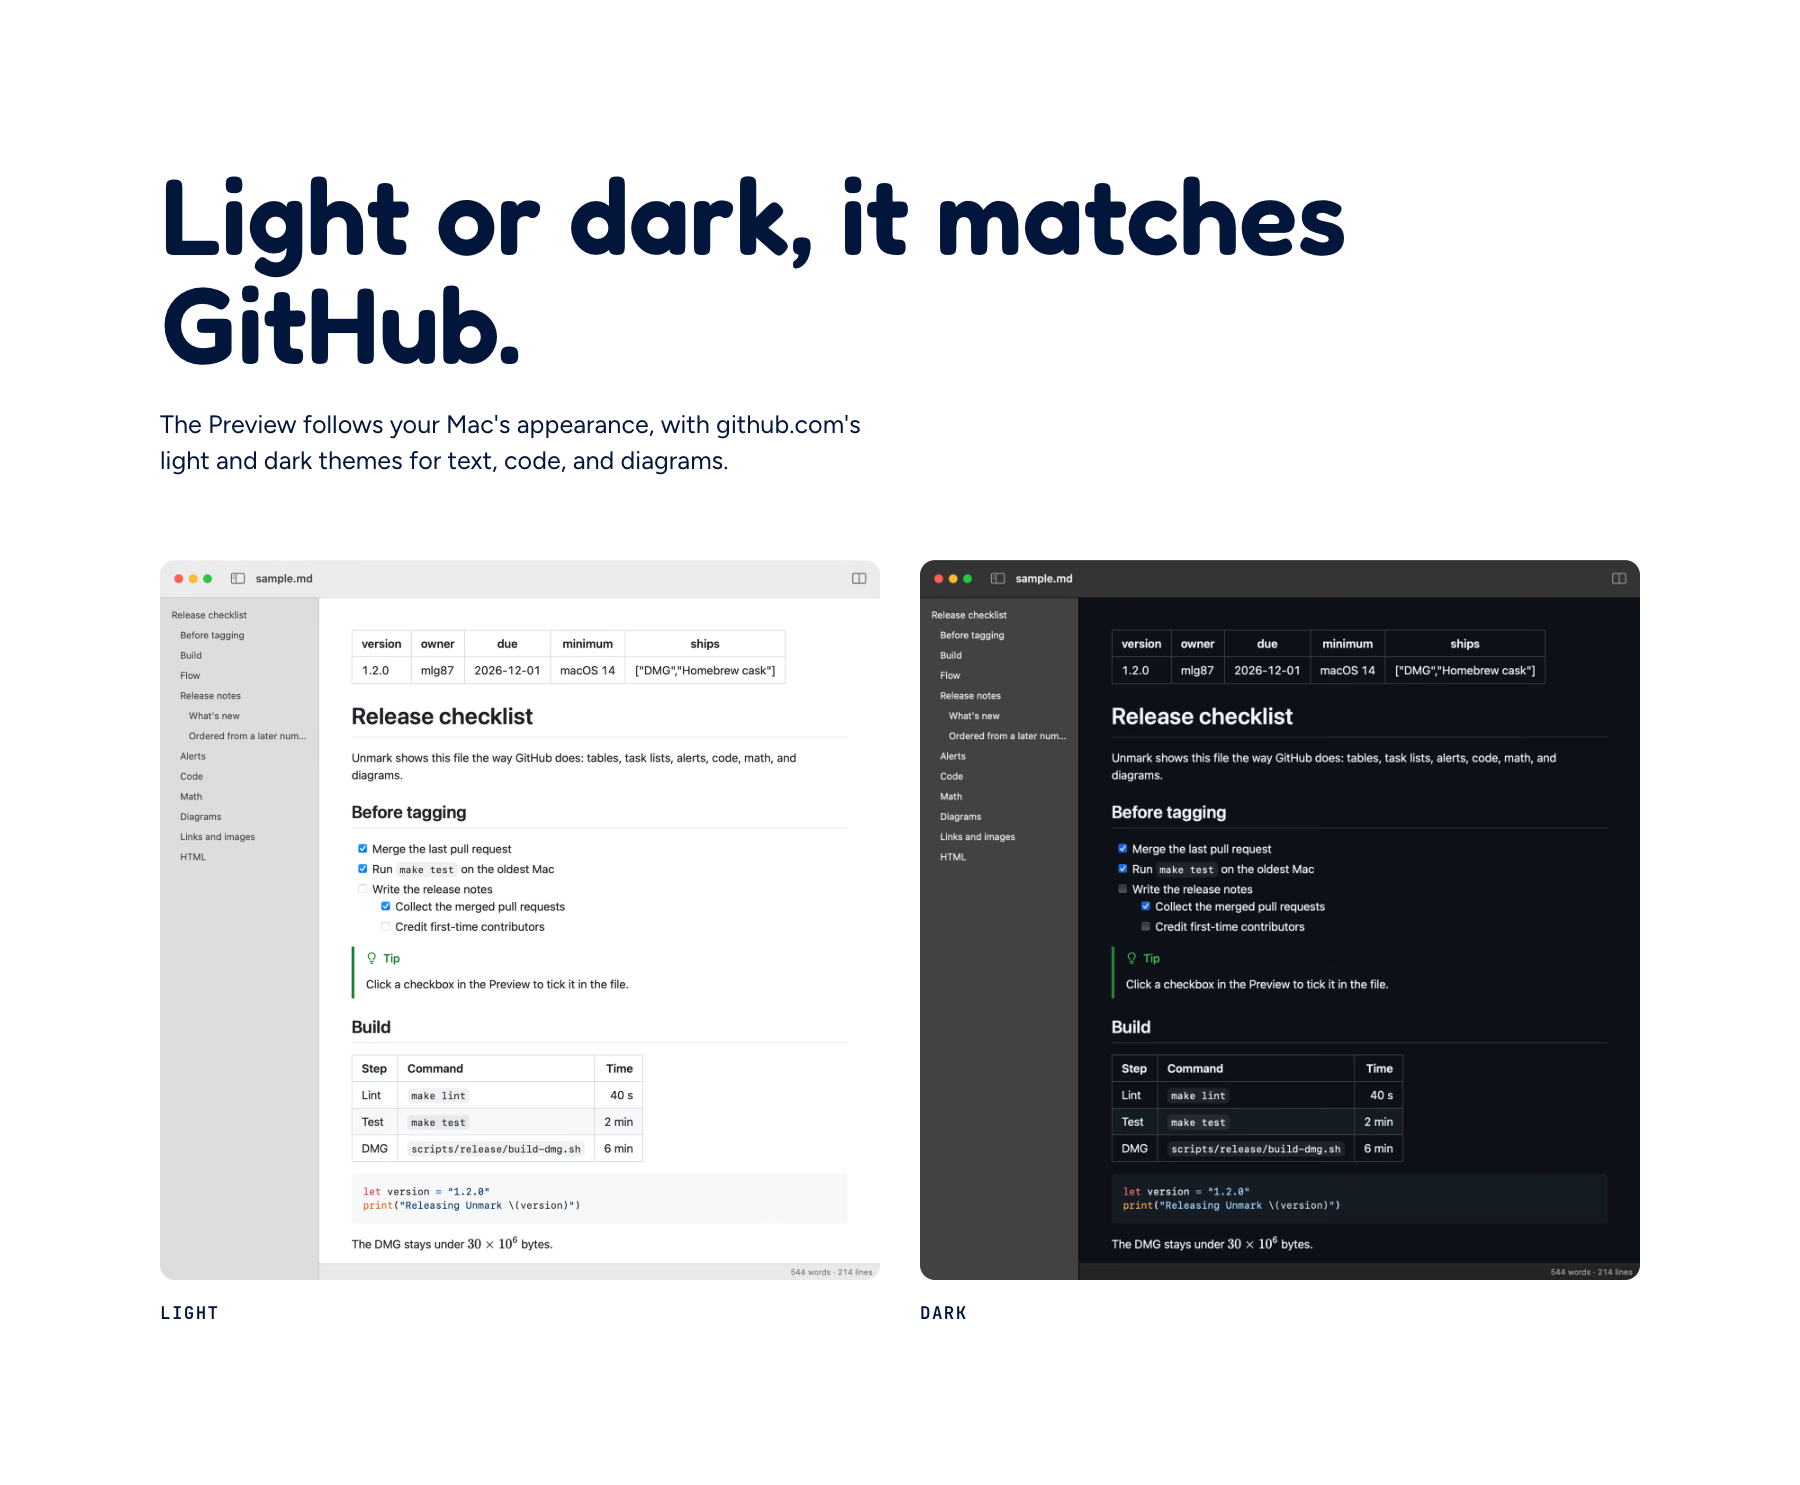 Light or dark, it matches
GitHub.
The Preview follows your Mac's appearance, with github.com's
light and dark themes for text, code, and diagrams.
sample.md
Release checklist
Before tagging
Build
Flow
Release notes
What's new
Ordered from a later num...
Alerts
Code
Math
Diagrams
Links and images
HTML
version owner due minimum ships
1.2.0 mlg87 2026-12-01 macOS 14 ["DMG","Homebrew cask"]
Release checklist
Unmark shows this file the way GitHub does: tables, task lists, alerts, code, math, and
diagrams.
Before tagging
Merge the last pull request
Run make test on the oldest Mac
Write the release notes
Collect the merged pull requests
Credit first-time contributors
Tip
Click a checkbox in the Preview to tick it in the file.
Build
Step Command Time
Lint make lint 40 s
Test make test 2 min
DMG scripts/release/build-dmg.sh 6 min
let version = "1.2.0"
print("Releasing Unmark \(version)")
The DMG stays under 30 × 10⁶ bytes.
544 words · 214 lines
LIGHT
sample.md
Release checklist
Before tagging
Build
Flow
Release notes
What's new
Ordered from a later num...
Alerts
Code
Math
Diagrams
Links and images
HTML
version owner due minimum ships
1.2.0 mlg87 2026-12-01 macOS 14 ["DMG","Homebrew cask"]
Release checklist
Unmark shows this file the way GitHub does: tables, task lists, alerts, code, math, and
diagrams.
Before tagging
Merge the last pull request
Run make test on the oldest Mac
Write the release notes
Collect the merged pull requests
Credit first-time contributors
Tip
Click a checkbox in the Preview to tick it in the file.
Build
Step Command Time
Lint make lint 40 s
Test make test 2 min
DMG scripts/release/build-dmg.sh 6 min
let version = "1.2.0"
print("Releasing Unmark \(version)")
The DMG stays under 30 × 10⁶ bytes.
544 words · 214 lines
DARK